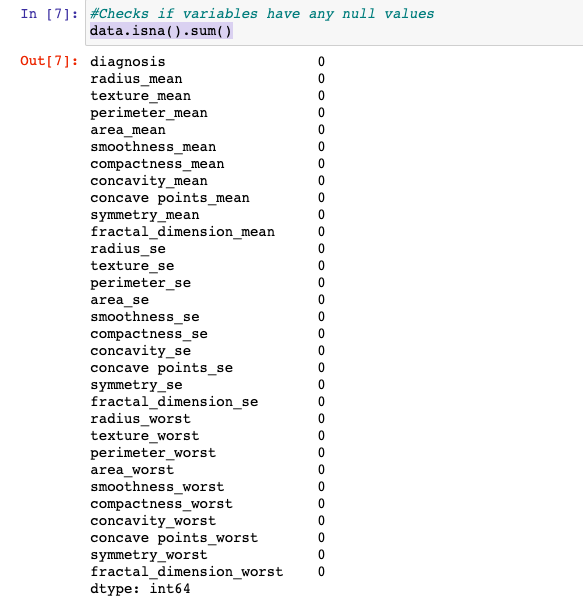 In [7]: #Checks if variables have any null values
data.isna().sum()
Out[7]: diagnosis 0
radius_mean 0
texture_mean 0
perimeter_mean 0
area_mean 0
smoothness_mean 0
compactness_mean 0
concavity_mean 0
concave points_mean 0
symmetry_mean 0
fractal_dimension_mean 0
radius_se 0
texture_se 0
perimeter_se 0
area_se 0
smoothness_se 0
compactness_se 0
concavity_se 0
concave points_se 0
symmetry_se 0
fractal_dimension_se 0
radius_worst 0
texture_worst 0
perimeter_worst 0
area_worst 0
smoothness_worst 0
compactness_worst 0
concavity_worst 0
concave points_worst 0
symmetry_worst 0
fractal_dimension_worst 0
dtype: int64